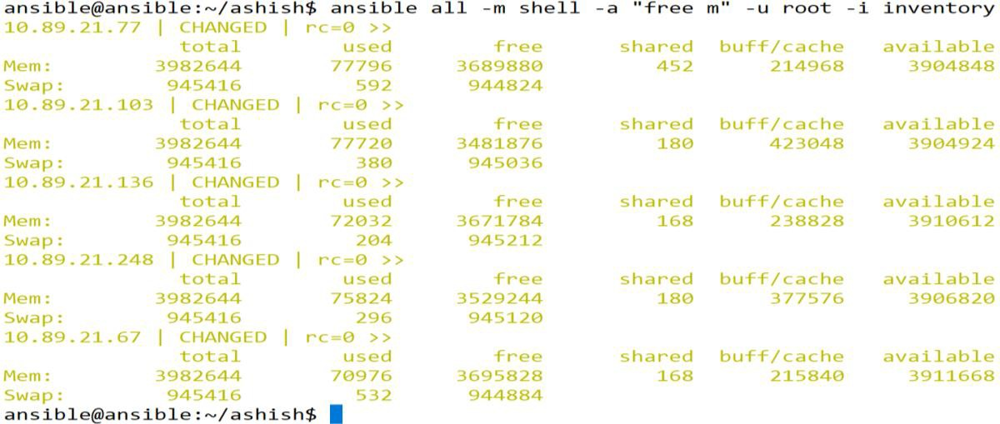 ansible@ansible:~/ashish$ ansible all -m shell -a "free m" -u root -i inventory
10.89.21.77 | CHANGED | rc=0 >>
total used free shared buff/cache available
Mem: 3982644 77796 3689880 452 214968 3904848
Swap: 945416 592 944824
10.89.21.103 | CHANGED | rc=0 >>
total used free shared buff/cache available
Mem: 3982644 77720 3481876 180 423048 3904924
Swap: 945416 380 945036
10.89.21.136 | CHANGED | rc=0 >>
total used free shared buff/cache available
Mem: 3982644 72032 3671784 168 238828 3910612
Swap: 945416 204 945212
10.89.21.248 | CHANGED | rc=0 >>
total used free shared buff/cache available
Mem: 3982644 75824 3529244 180 377576 3906820
Swap: 945416 296 945120
10.89.21.67 | CHANGED | rc=0 >>
total used free shared buff/cache available
Mem: 3982644 70976 3695828 168 215840 3911668
Swap: 945416 532 944884
ansible@ansible:~/ashish$